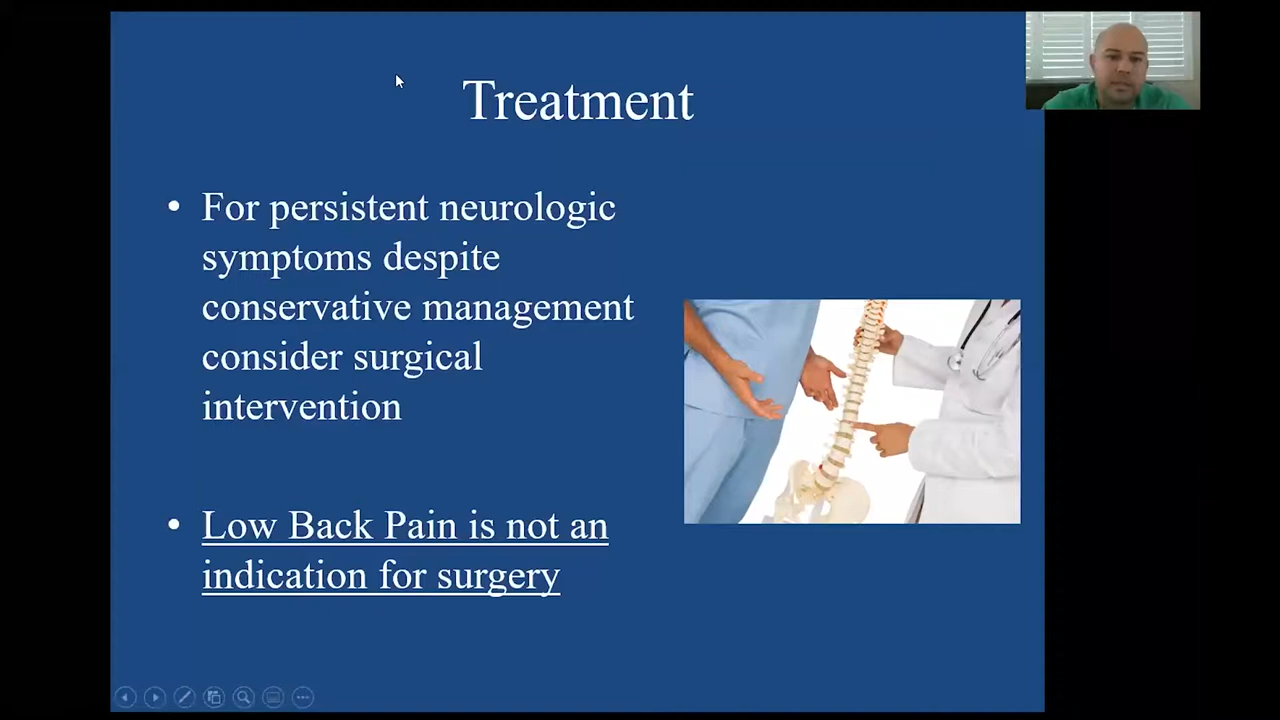 Treatment
• For persistent neurologic
symptoms despite
conservative management
consider surgical
intervention
• Low Back Pain is not an
indication for surgery